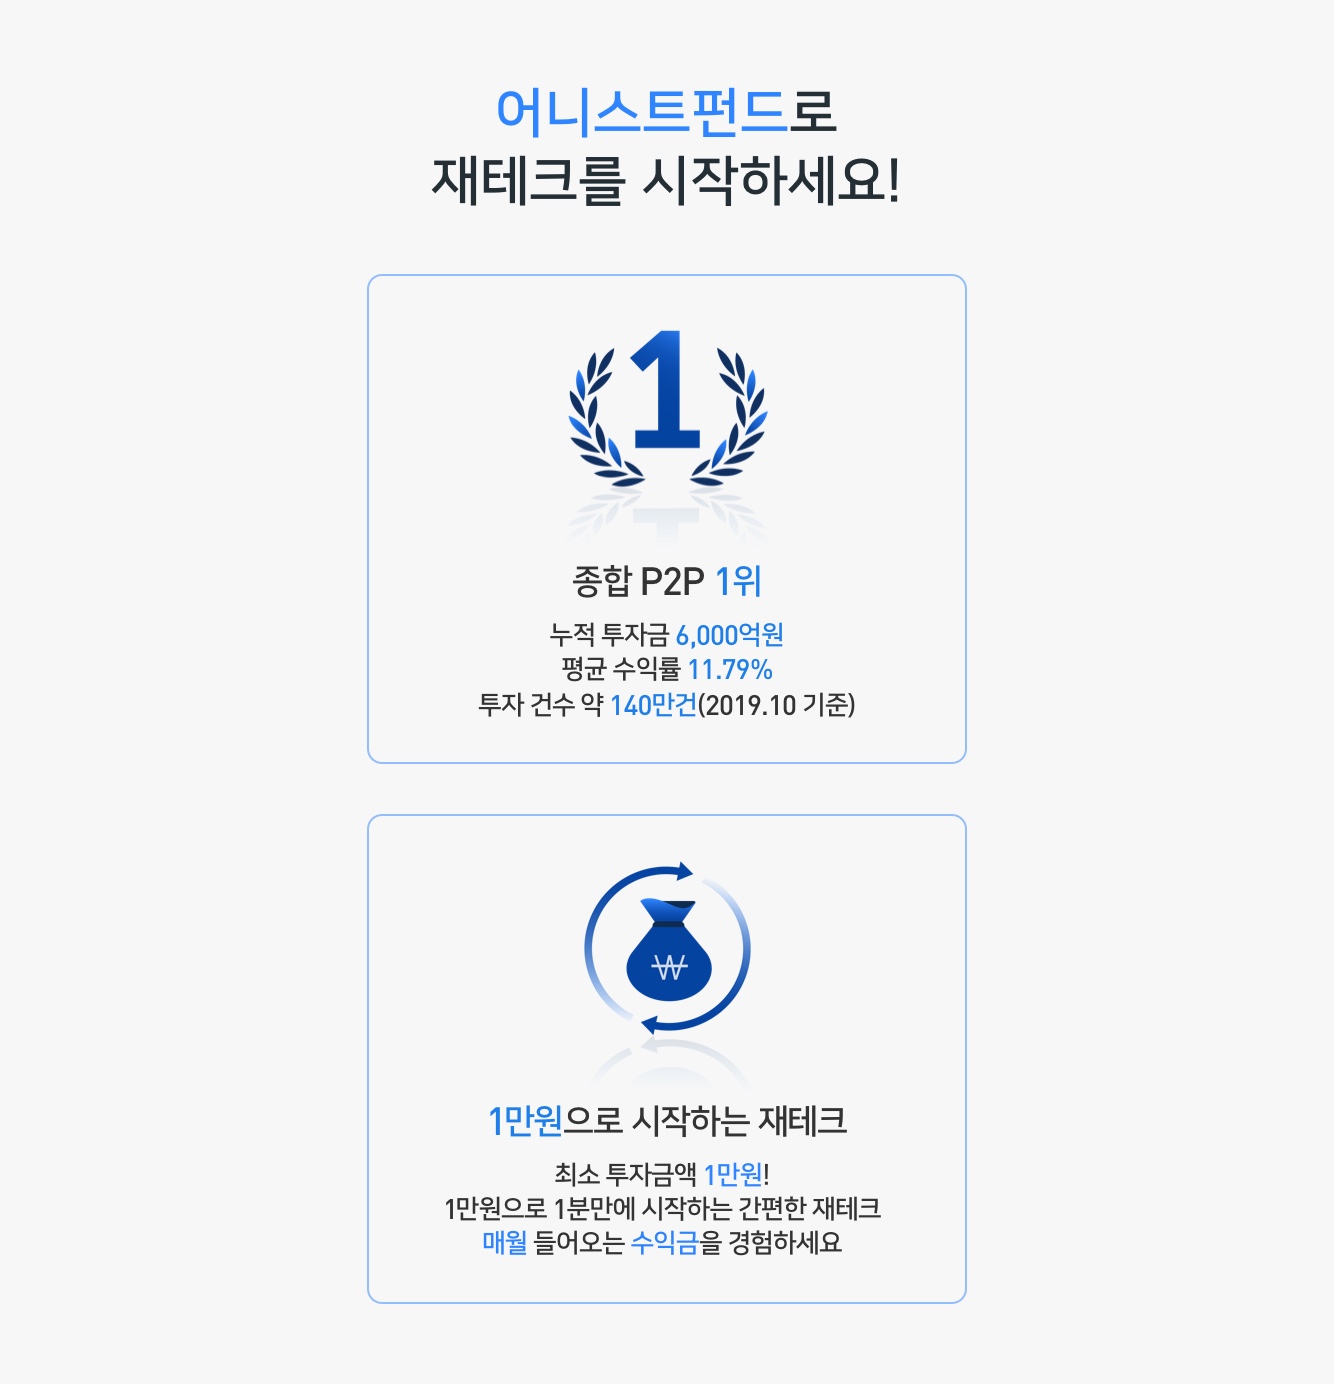 어니스트펀드로
재테크를 시작하세요!
1
종합 P2P 1위
누적 투자금 6,000억원
평균 수익률 11.79%
투자 건수 약 140만건(2019.10 기준)
₩
1만원으로 시작하는 재테크
최소 투자금액 1만원!
1만원으로 1분만에 시작하는 간편한 재테크
매월 들어오는 수익금을 경험하세요